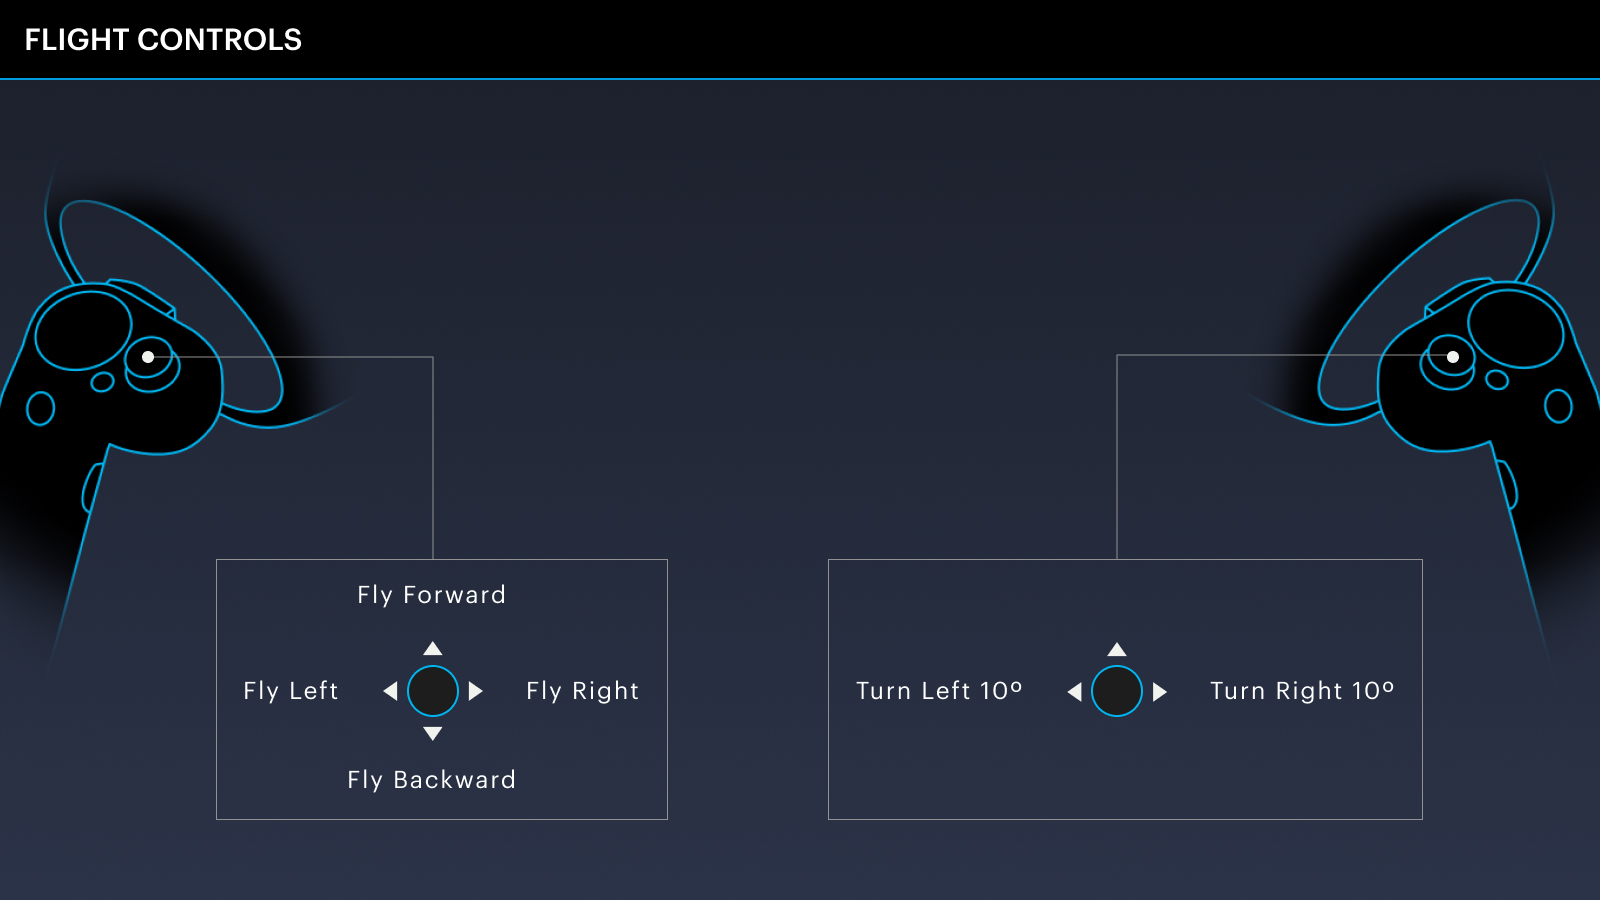 FLIGHT CONTROLS
Fly Forward
Fly Left
Fly Right
Fly Backward
Turn Left 10º
Turn Right 10º